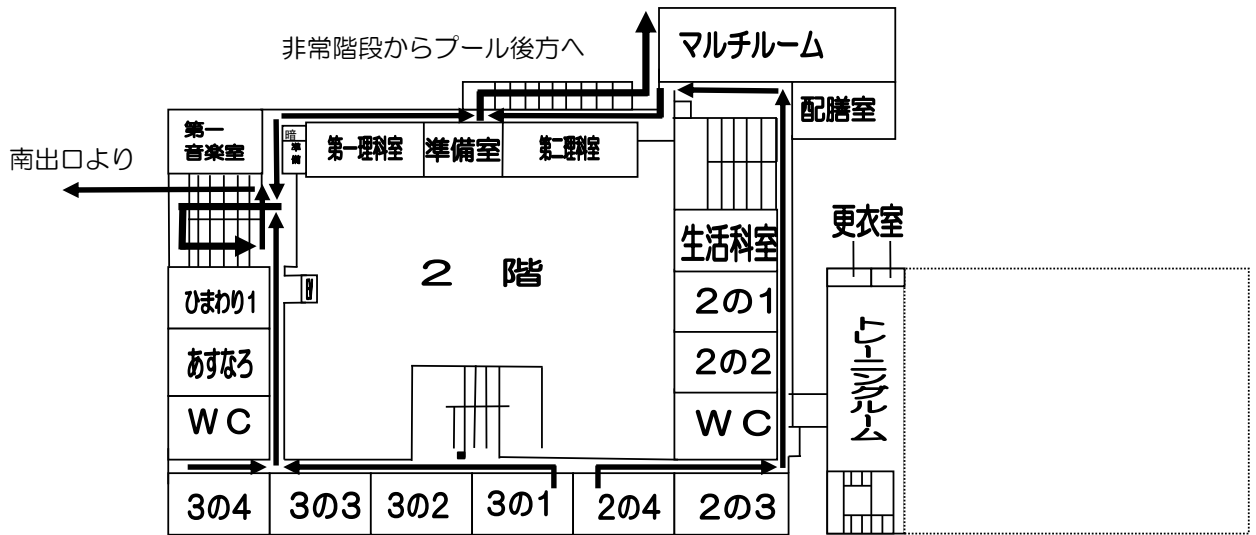 非常階段からプール後方へ
マルチルーム
配膳室
第一
音楽室
暗
準備
第一理科室
準備室
第二理科室
南出口より
更衣室
生活科室
２　階
ひまわり1
2の1
あすなろ
2の2
トレーニングルーム
ＷＣ
ＷＣ
3の4
3の3
3の2
3の1
2の4
2の3